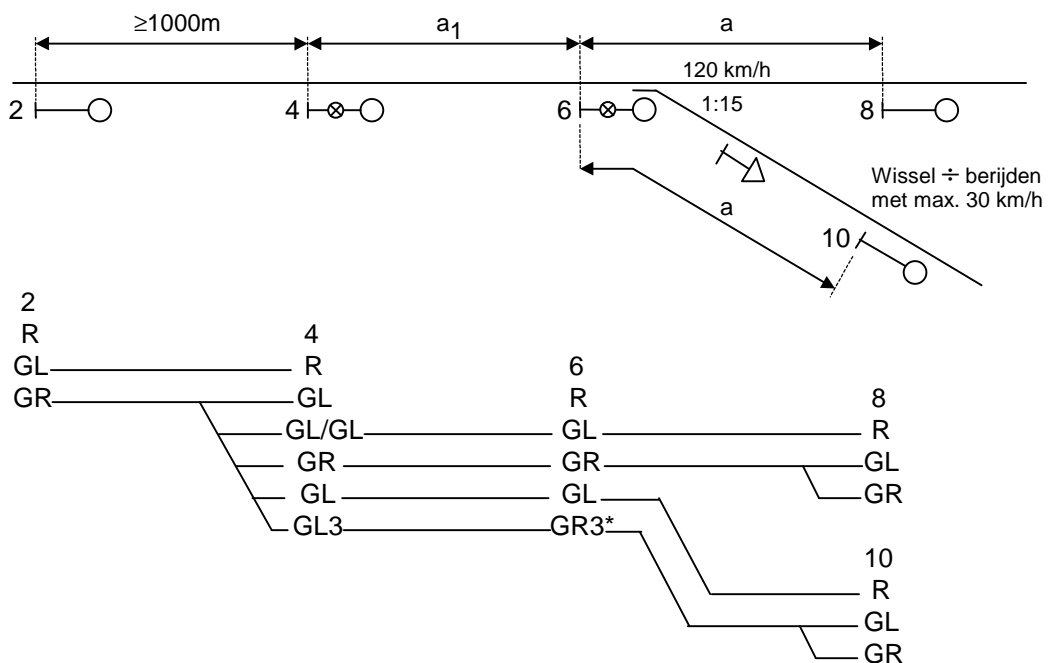 ≥1000m a₁ a
120 km/h
2 4 6 1:15 8
Wissel ÷ berijden
met max. 30 km/h
a
10
2
R 4
GL R 6
GR GL R 8
GL/GL GL R
GR GR GL
GL GL GR
GL3 GR3*
10
R
GL
GR